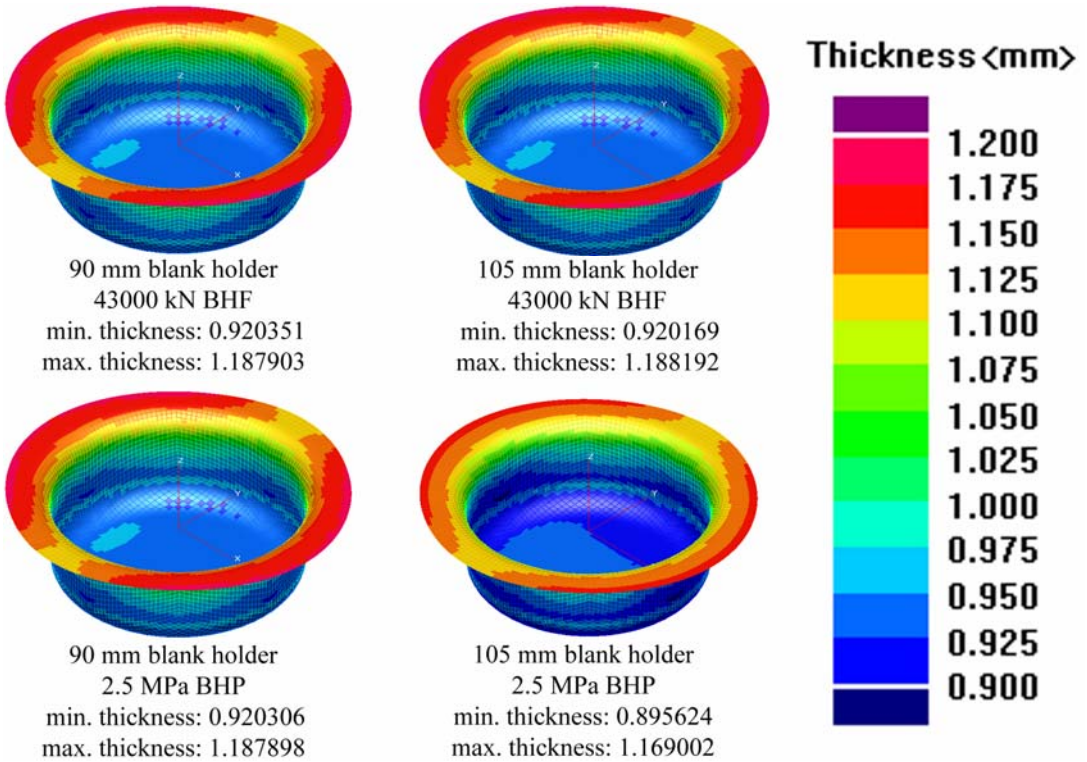 Z
Y
X
90 mm blank holder
43000 kN BHF
min. thickness: 0.920351
max. thickness: 1.187903
Z
Y
X
105 mm blank holder
43000 kN BHF
min. thickness: 0.920169
max. thickness: 1.188192
Z
Y
X
90 mm blank holder
2.5 MPa BHP
min. thickness: 0.920306
max. thickness: 1.187898
Z
Y
105 mm blank holder
2.5 MPa BHP
min. thickness: 0.895624
max. thickness: 1.169002
Thickness<mm>
1.200
1.175
1.150
1.125
1.100
1.075
1.050
1.025
1.000
0.975
0.950
0.925
0.900